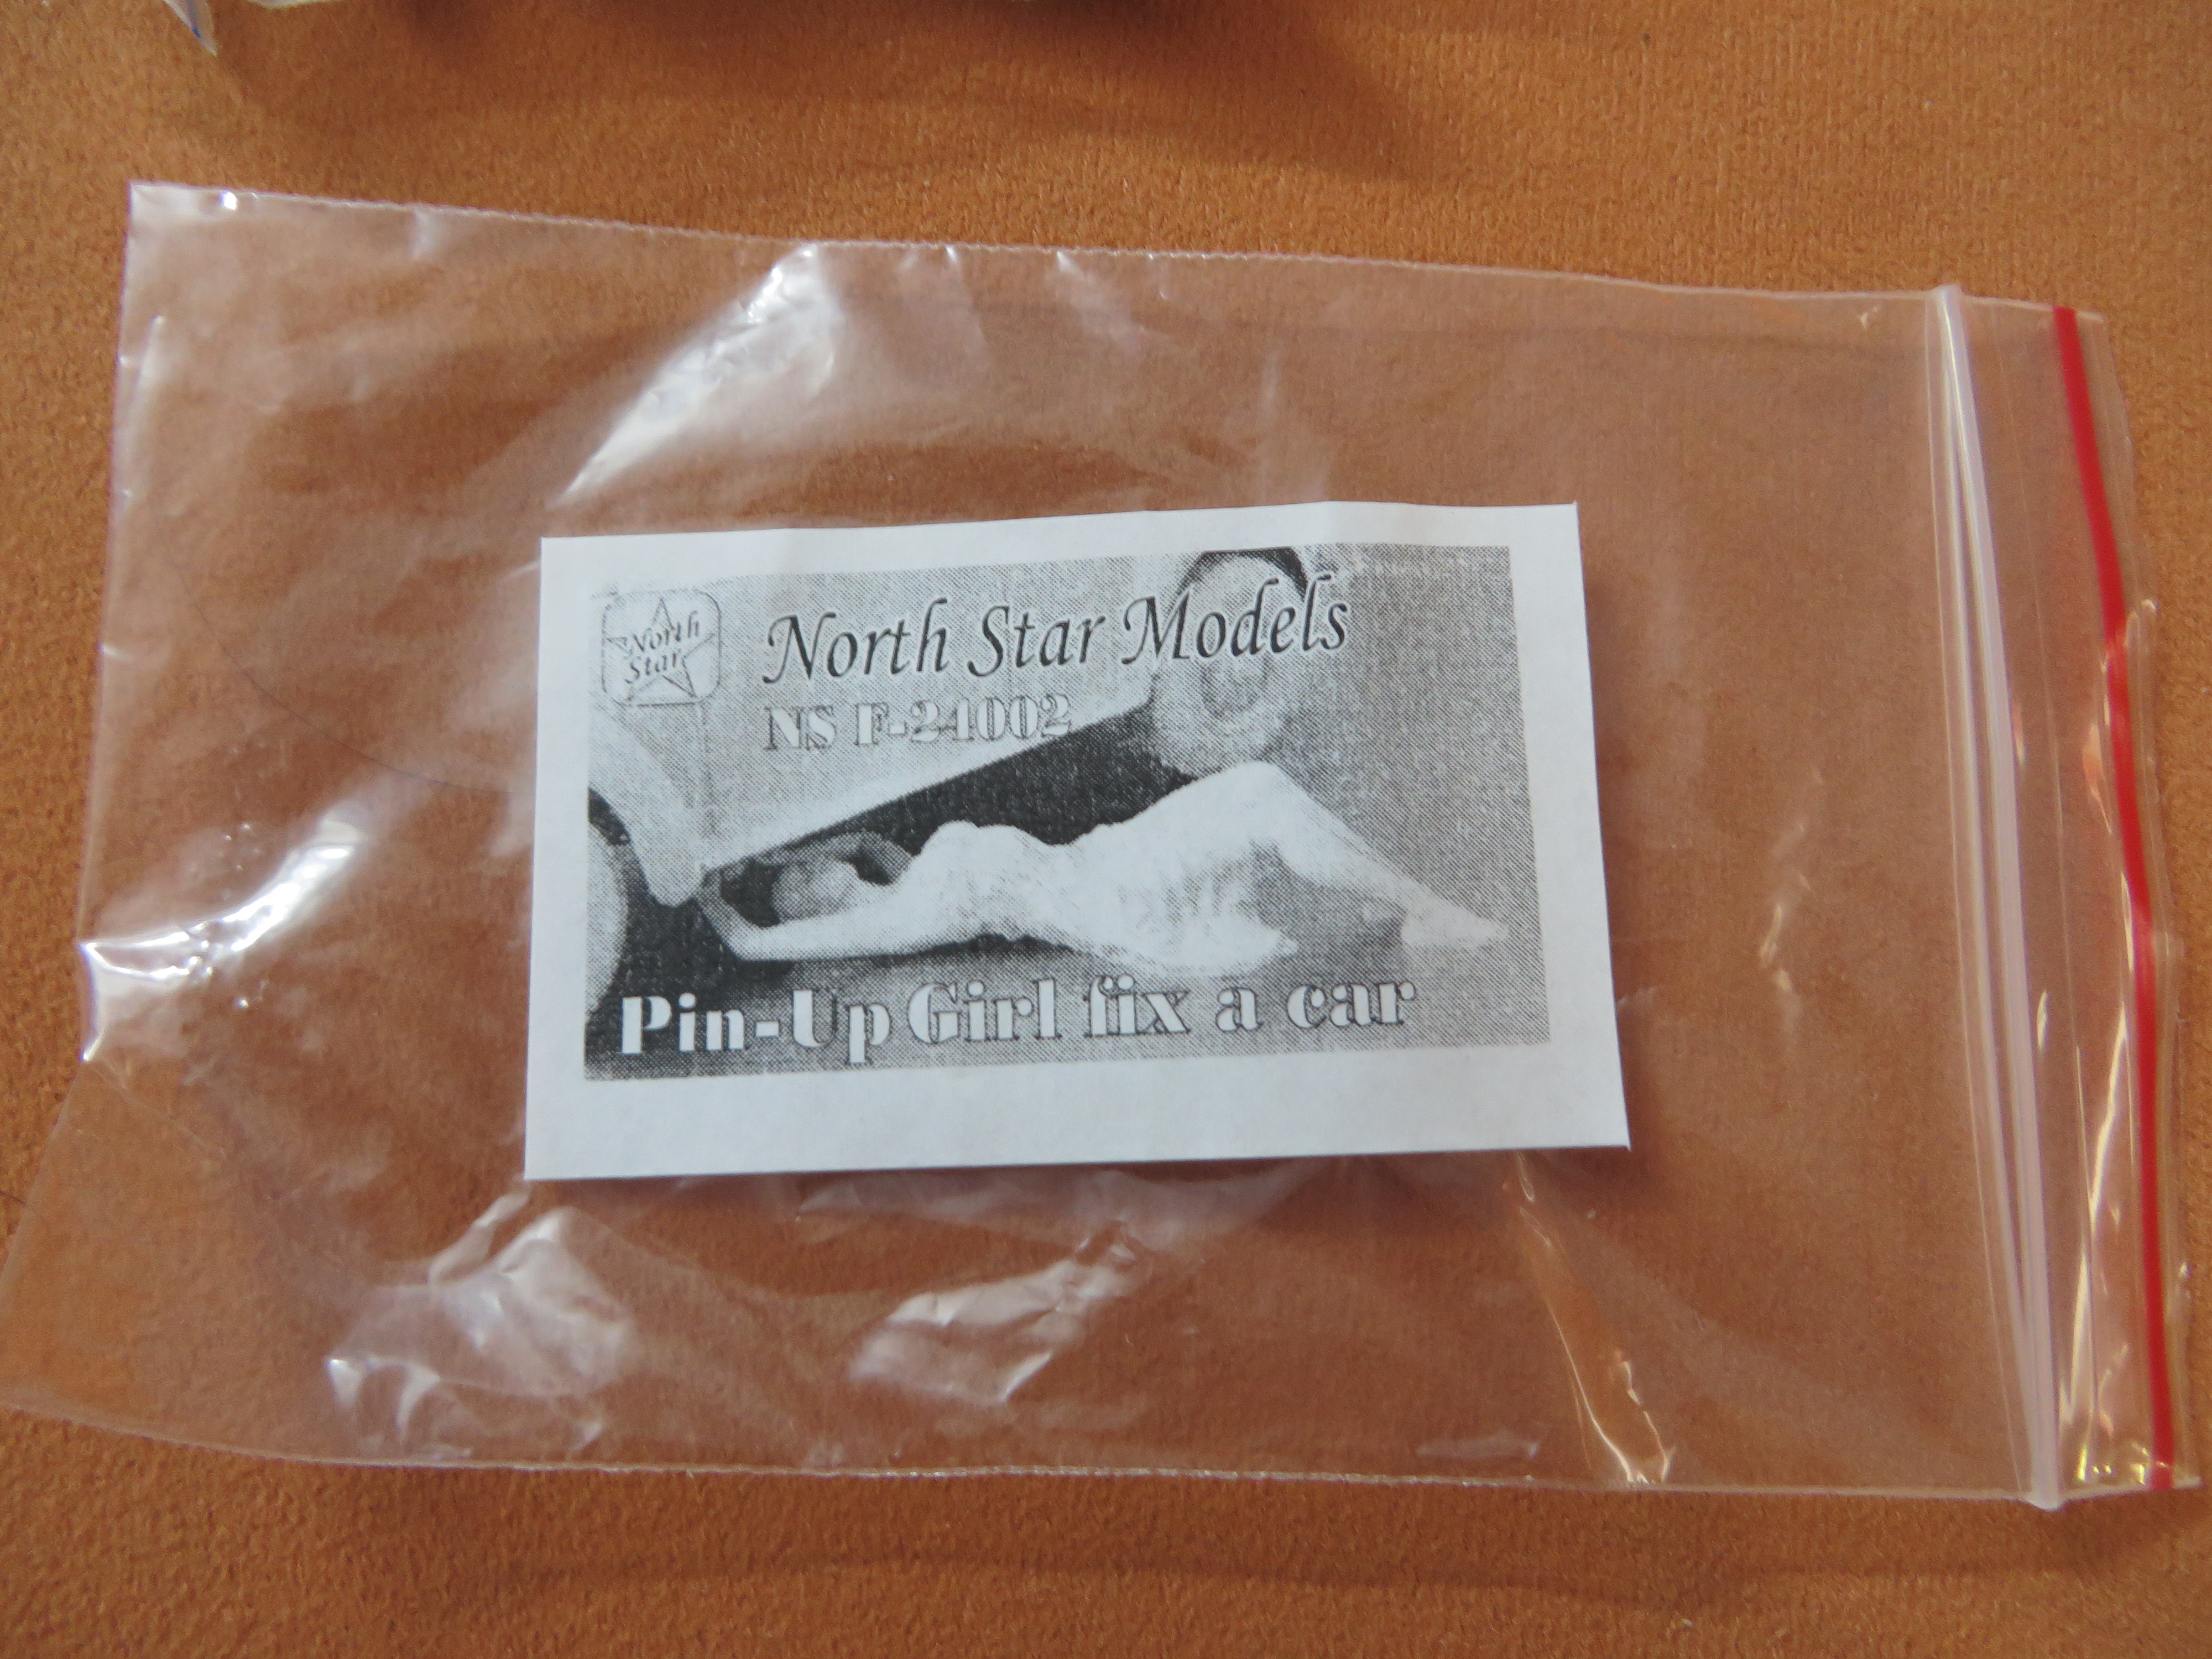 North
Star
North Star Models
NS F-24002
Pin-Up Girl fix a car